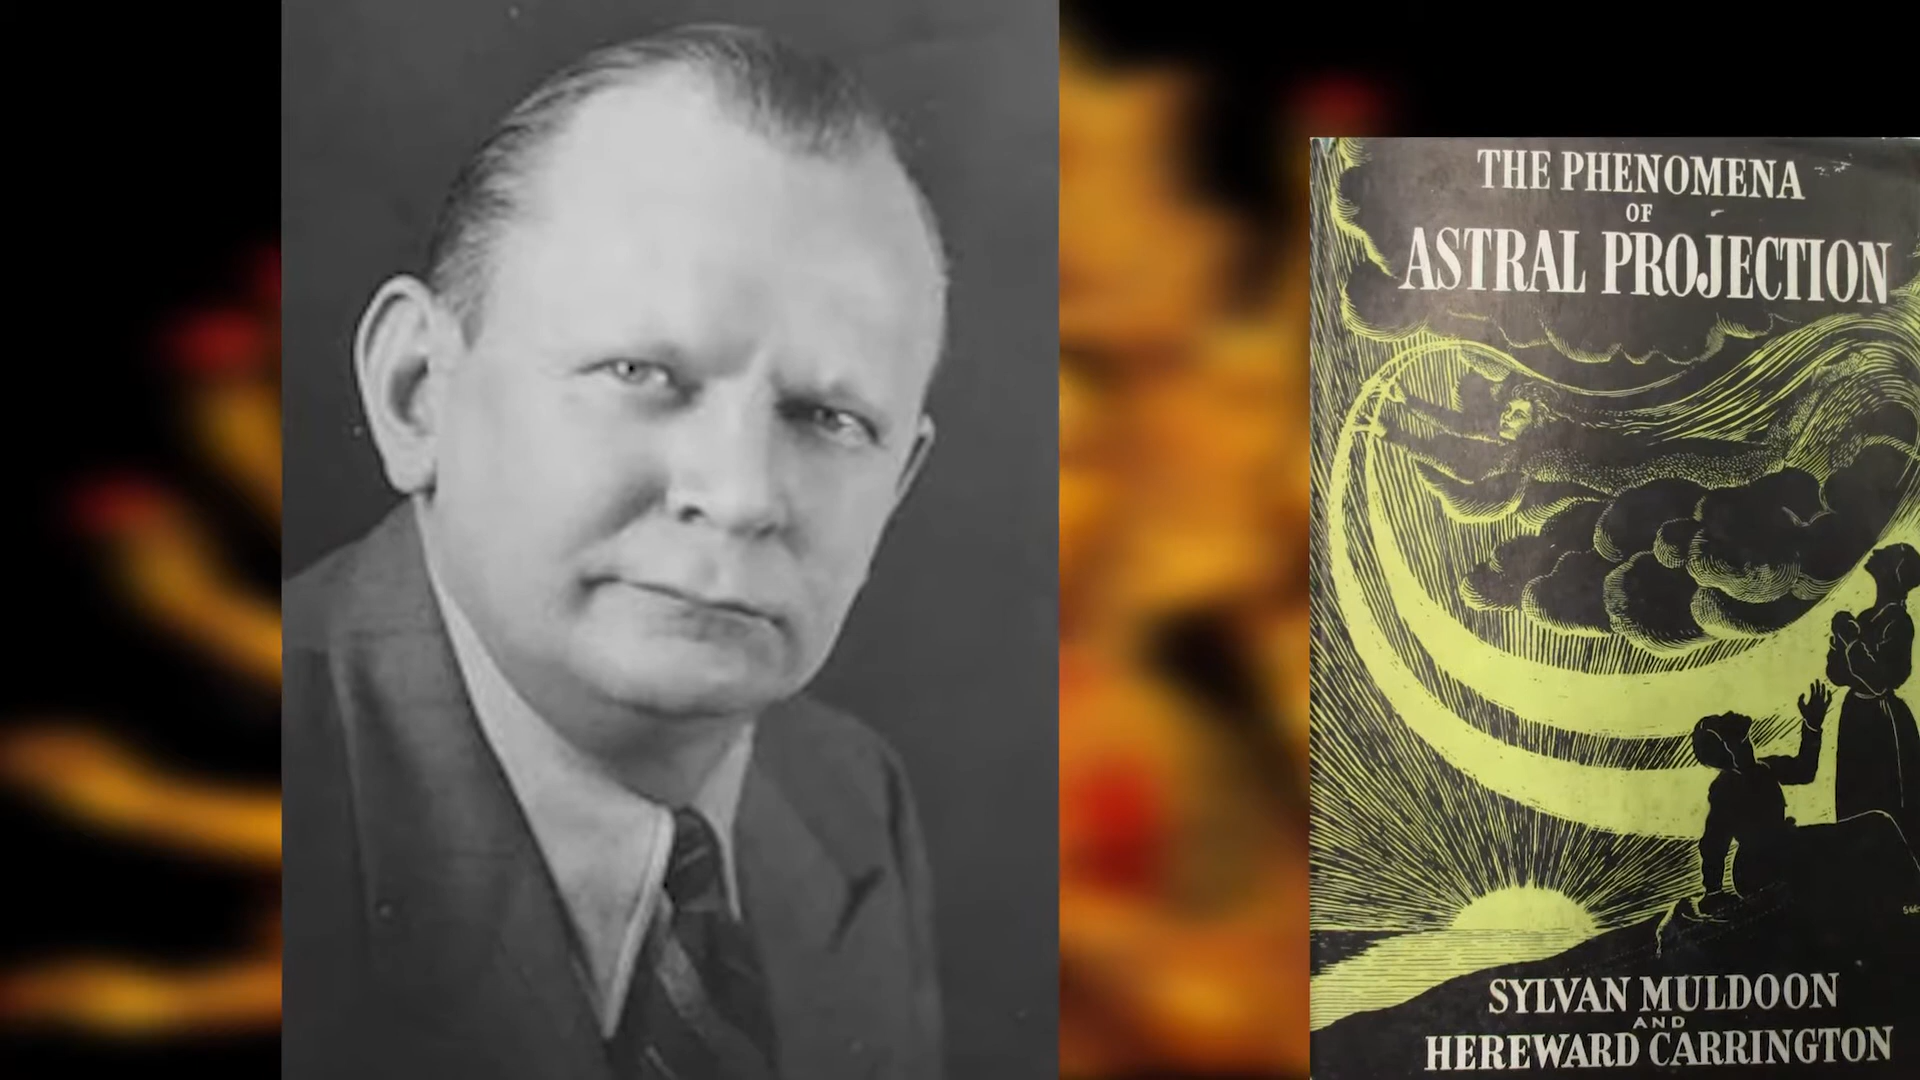 THE PHENOMENA
OF
ASTRAL PROJECTION
SYLVAN MULDOON
AND
HEREWARD CARRINGTON